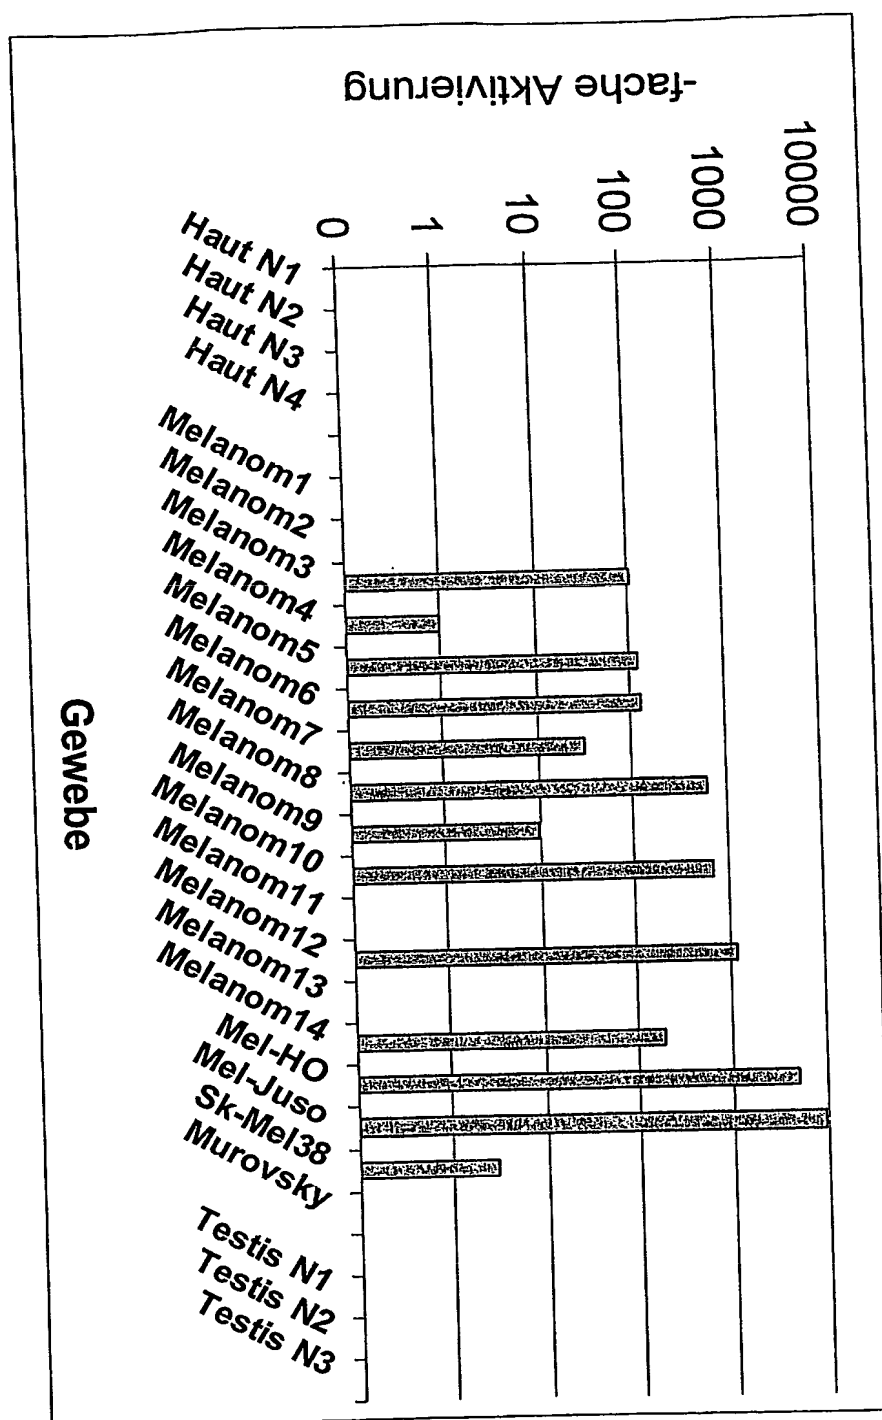 -fache Aktivierung
10000
1000
100
10
1
0
Haut N1
Haut N2
Haut N3
Haut N4
Melanom1
Melanom2
Melanom3
Melanom4
Melanom5
Melanom6
Melanom7
Melanom8
Melanom9
Melanom10
Melanom11
Melanom12
Melanom13
Melanom14
Mel-HO
Mel-Juso
Sk-Mel38
Murovsky
Testis N1
Testis N2
Testis N3
Gewebe